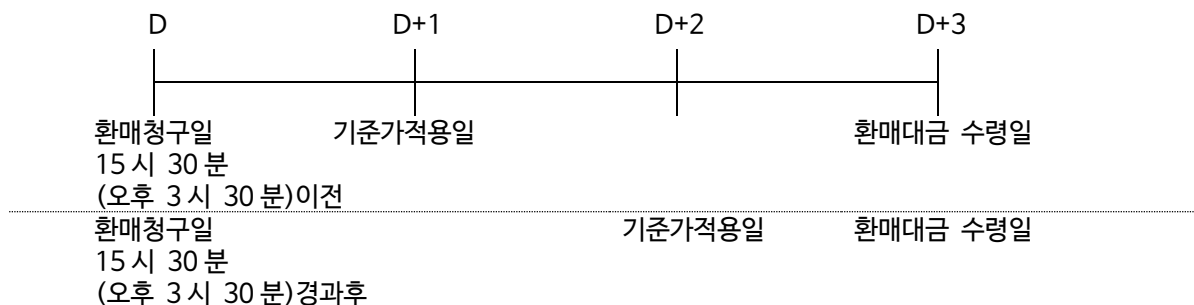 D D+1 D+2 D+3
환매청구일 기준가적용일 환매대금 수령일
15 시 30 분
(오후 3 시 30 분)이전
환매청구일 기준가적용일 환매대금 수령일
15 시 30 분
(오후 3 시 30 분)경과후